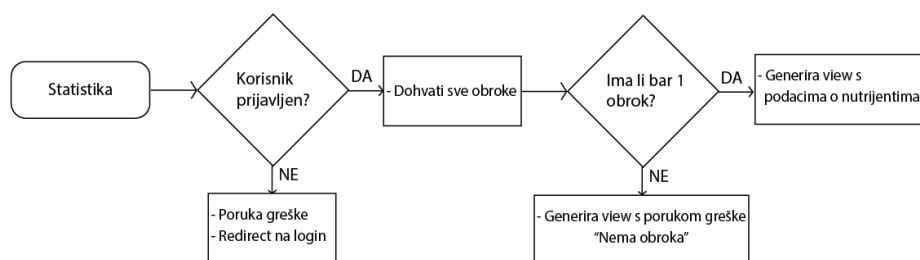 Statistika
Korisnik
prijavljen?
DA
NE
- Poruka greške
- Redirect na login
- Dohvati sve obroke
Ima li bar 1
obrok?
DA
NE
- Generira view s porukom greške
“Nema obroka”
- Generira view s
podacima o nutrijentima